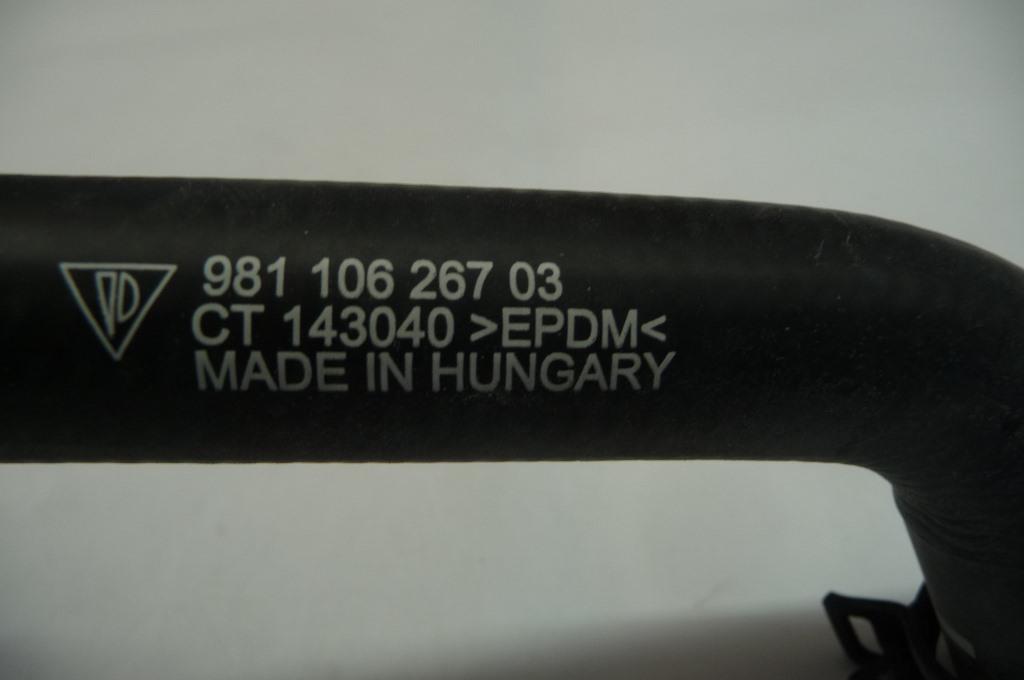 981 106 267 03
CT 143040 >EPDM<
MADE IN HUNGARY